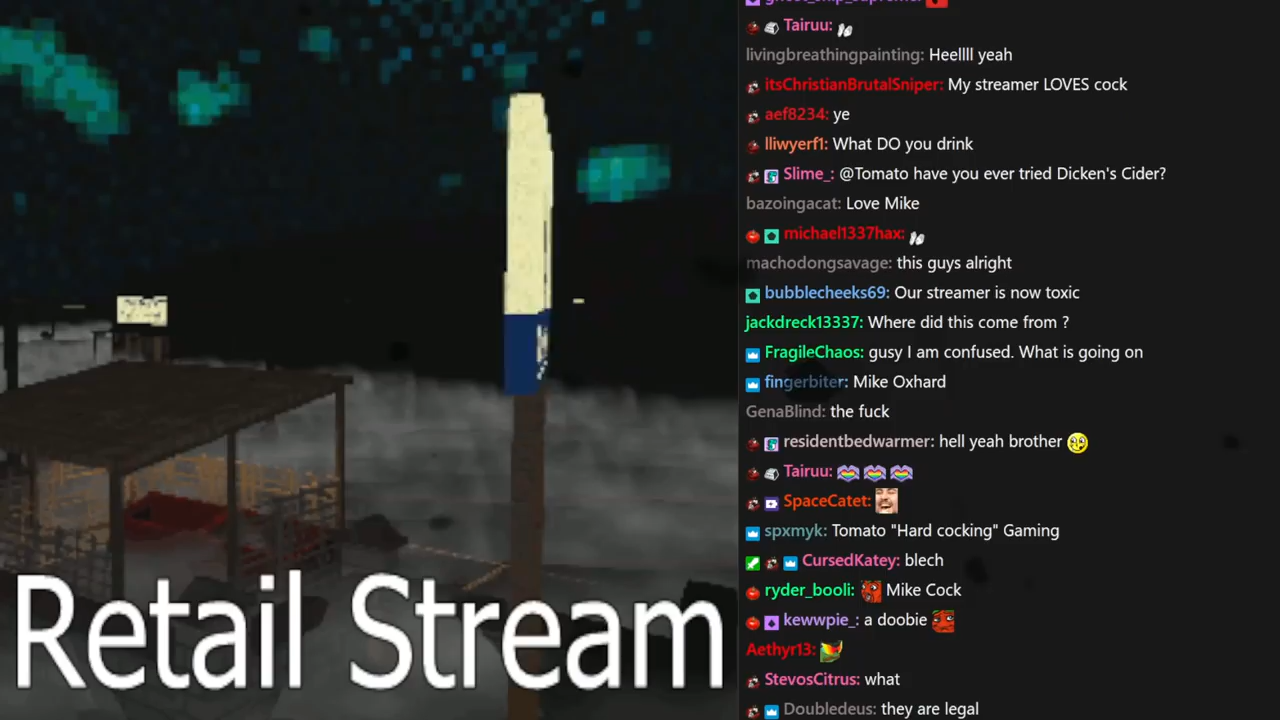 Tairuu:
livingbreathingpainting: Heellll yeah
itsChristianBrutalSniper: My streamer LOVES cock
aef8234: ye
lliwyerf1: What DO you drink
Slime_: @Tomato have you ever tried Dicken's Cider?
bazoingacat: Love Mike
michael1337hax:
machodongsavage: this guys alright
bubblecheeks69: Our streamer is now toxic
jackdreck13337: Where did this come from ?
FragileChaos: gusy I am confused. What is going on
fingerbiter: Mike Oxhard
GenaBlind: the fuck
residentbedwarmer: hell yeah brother
Tairuu:
SpaceCatet:
spxmyk: Tomato "Hard cocking" Gaming
CursedKatey: blech
ryder_booli: Mike Cock
kewwpie_: a doobie
Aethyr13:
StevosCitrus: what
Doubledeus: they are legal
Retail Stream